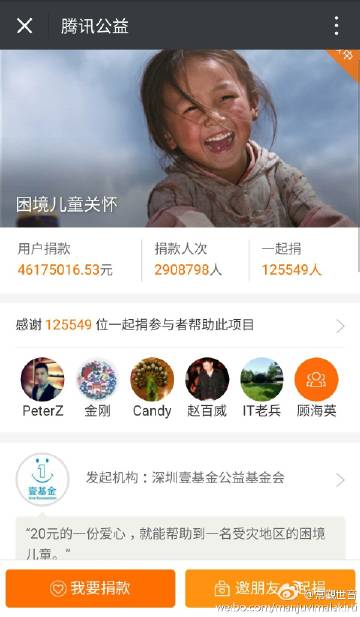 腾讯公益
困境儿童关怀
用户捐款
捐款人次
一起捐
46175016.53元
2908798人次
125549人
感谢 125549 位一起捐参与者帮助此项目
PeterZ
金刚
Candy
赵百威
IT老兵
顾海英
1
壹基金
发起机构：深圳壹基金公益基金会
“20元的一份爱心，就能帮助到一名受灾地区的困境
儿童。”
我要捐款
邀朋友一起捐
@常观世音
weibo.com/manjuvimalakirti